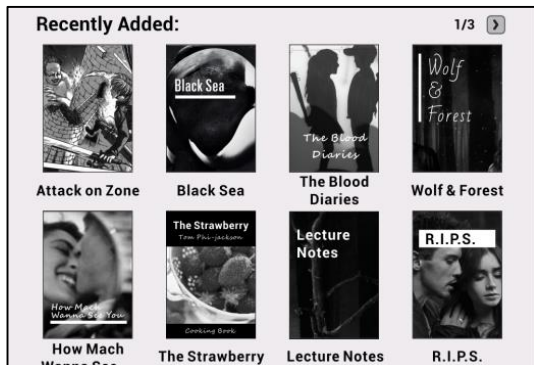 Recently Added:
1/3 >
Black Sea
The Blood
Diaries
Wolf
&
Forest
Attack on Zone
Black Sea
The Blood
Diaries
Wolf & Forest
How Mach
Wanna See You
The Strawberry
Tom Phi-jackson
Cooking Book
Lecture
Notes
R.I.P.S.
How Mach
Wanna See
The Strawberry
Lecture Notes
R.I.P.S.